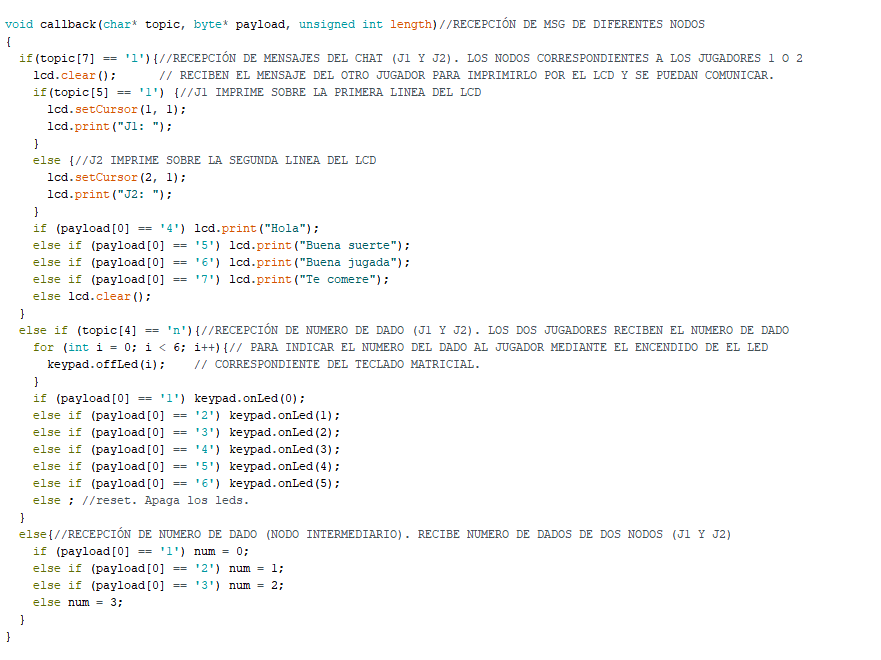 void callback(char* topic, byte* payload, unsigned int length)//RECEPCIÓN DE MSG DE DIFERENTES NODOS
{
  if(topic[7] == '1'){//RECEPCIÓN DE MENSAJES DEL CHAT (J1 Y J2). LOS NODOS CORRESPONDIENTES A LOS JUGADORES 1 O 2
    lcd.clear();      // RECIBEN EL MENSAJE DEL OTRO JUGADOR PARA IMPRIMIRLO POR EL LCD Y SE PUEDAN COMUNICAR.
    if(topic[5] == '1') {//J1 IMPRIME SOBRE LA PRIMERA LINEA DEL LCD
      lcd.setCursor(1, 1);
      lcd.print("J1: ");
    }
    else {//J2 IMPRIME SOBRE LA SEGUNDA LINEA DEL LCD
      lcd.setCursor(2, 1);
      lcd.print("J2: ");
    }
    if (payload[0] == '4') lcd.print("Hola");
    else if (payload[0] == '5') lcd.print("Buena suerte");
    else if (payload[0] == '6') lcd.print("Buena jugada");
    else if (payload[0] == '7') lcd.print("Te comere");
    else lcd.clear();
  }
  else if (topic[4] == 'n'){//RECEPCIÓN DE NUMERO DE DADO (J1 Y J2). LOS DOS JUGADORES RECIBEN EL NUMERO DE DADO
    for (int i = 0; i < 6; i++){// PARA INDICAR EL NUMERO DEL DADO AL JUGADOR MEDIANTE EL ENCENDIDO DE EL LED
      keypad.offLed(i);    // CORRESPONDIENTE DEL TECLADO MATRICIAL.
    }
    if (payload[0] == '1') keypad.onLed(0);
    else if (payload[0] == '2') keypad.onLed(1);
    else if (payload[0] == '3') keypad.onLed(2);
    else if (payload[0] == '4') keypad.onLed(3);
    else if (payload[0] == '5') keypad.onLed(4);
    else if (payload[0] == '6') keypad.onLed(5);
    else ; //reset. Apaga los leds.
  }
  else{//RECEPCIÓN DE NUMERO DE DADO (NODO INTERMEDIARIO). RECIBE NUMERO DE DADOS DE DOS NODOS (J1 Y J2)
    if (payload[0] == '1') num = 0;
    else if (payload[0] == '2') num = 1;
    else if (payload[0] == '3') num = 2;
    else num = 3;
  }
}